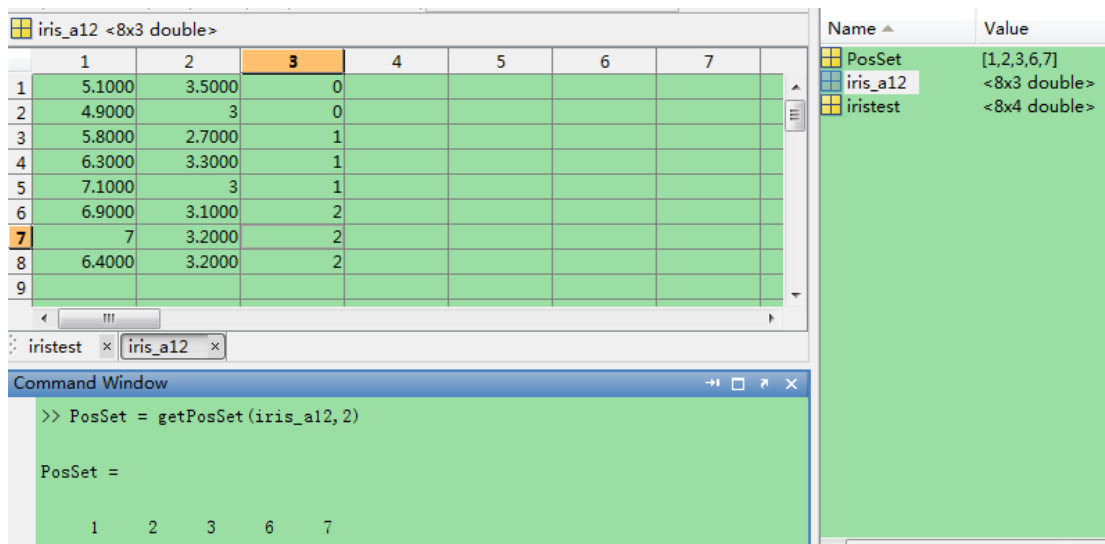 iris_a12 <8x3 double>
1 2 3 4 5 6 7
1 5.1000 3.5000 0
2 4.9000 3 0
3 5.8000 2.7000 1
4 6.3000 3.3000 1
5 7.1000 3 1
6 6.9000 3.1000 2
7 7 3.2000 2
8 6.4000 3.2000 2
9
iristest iris_a12
Command Window
>> PosSet = getPosSet(iris_a12,2)
PosSet =
1 2 3 6 7
Name Value
PosSet [1,2,3,6,7]
iris_a12 <8x3 double>
iristest <8x4 double>